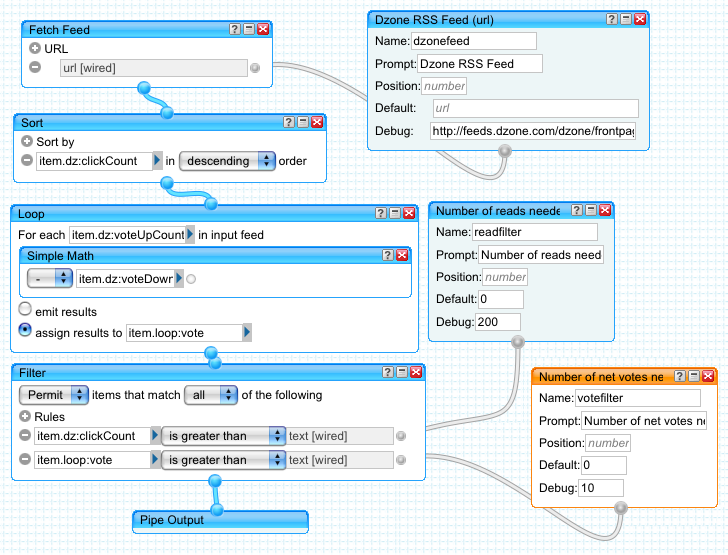 Fetch Feed
URL
url [wired]
Sort
Sort by
item.dz:clickCount in descending order
Loop
For each item.dz:voteUpCount in input feed
Simple Math
- item.dz:voteDown
emit results
assign results to item.loop:vote
Filter
Permit items that match all of the following
Rules
item.dz:clickCount is greater than text [wired]
item.loop:vote is greater than text [wired]
Pipe Output
Dzone RSS Feed (url)
Name: dzonefeed
Prompt: Dzone RSS Feed
Position: number
Default: url
Debug: http://feeds.dzone.com/dzone/frontpag
Number of reads neede
Name: readfilter
Prompt: Number of reads need
Position: number
Default: 0
Debug: 200
Number of net votes ne
Name: votefilter
Prompt: Number of net votes ne
Position: number
Default: 0
Debug: 10